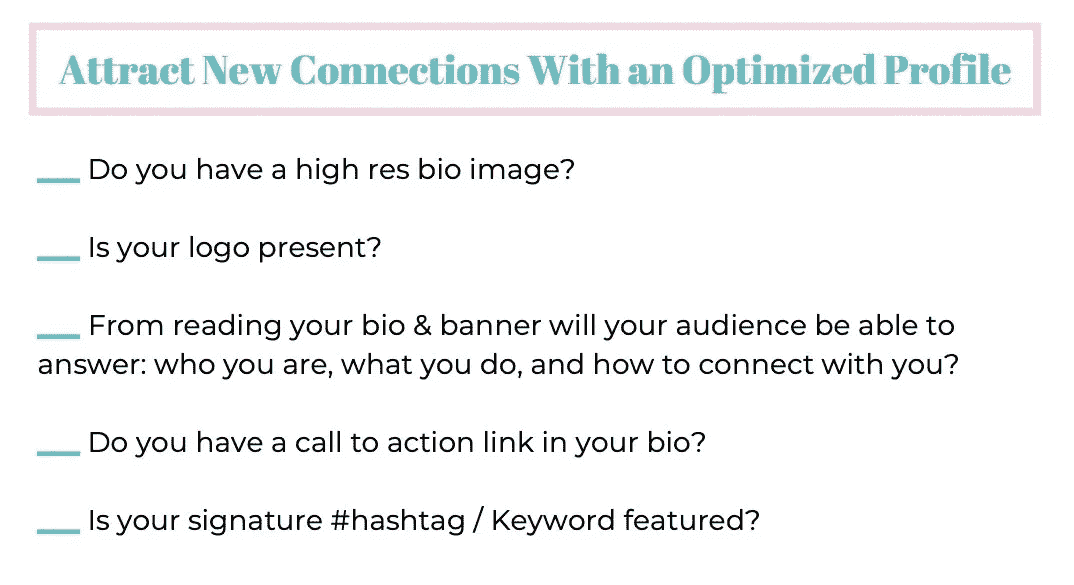 Attract New Connections With an Optimized Profile
___ Do you have a high res bio image?
___ Is your logo present?
___ From reading your bio & banner will your audience be able to
answer: who you are, what you do, and how to connect with you?
___ Do you have a call to action link in your bio?
___ Is your signature #hashtag / Keyword featured?